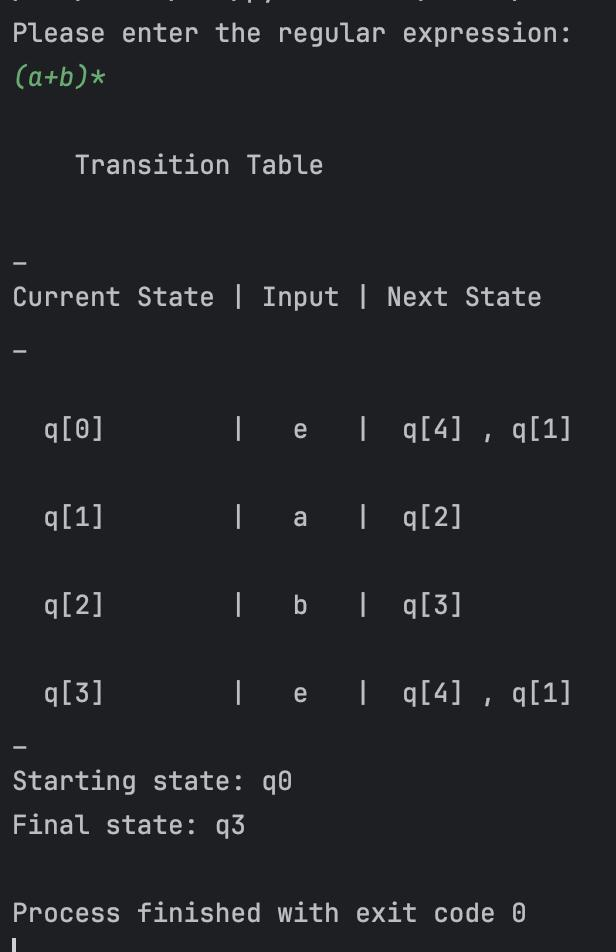 Please enter the regular expression:
(a+b)*
Transition Table
_
Current State | Input | Next State
_
q[0] | e | q[4] , q[1]
q[1] | a | q[2]
q[2] | b | q[3]
q[3] | e | q[4] , q[1]
_
Starting state: q0
Final state: q3
Process finished with exit code 0